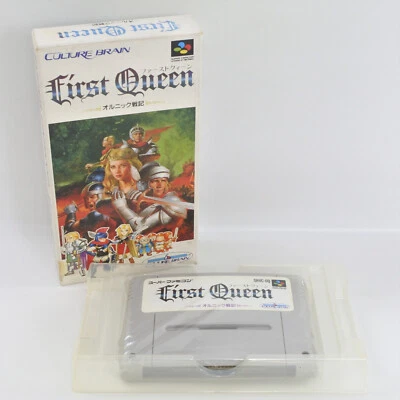 CULTURE BRAIN
First Queen
ファーストクィーン
オルニック戦記
スーパーファミコン
First Queen
オルニック戦記